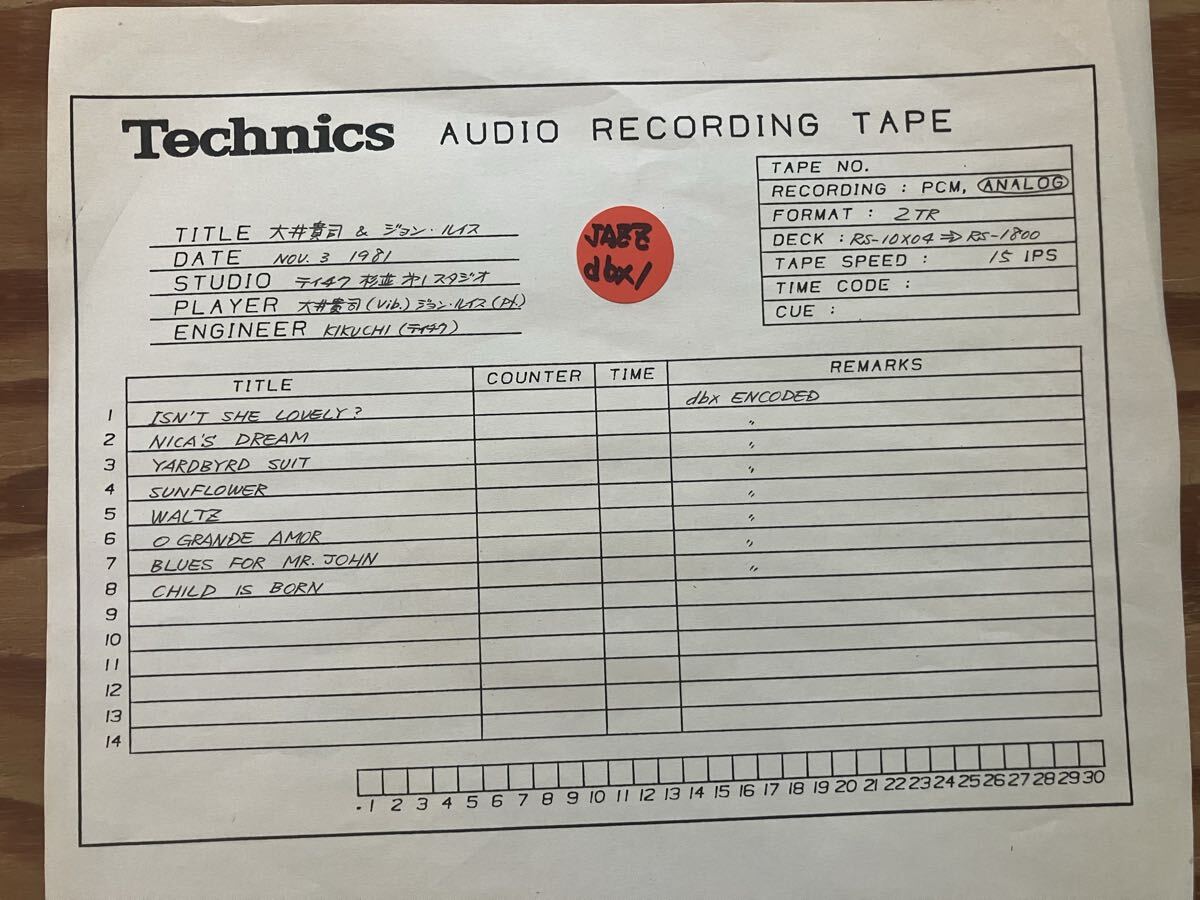 Technics AUDIO RECORDING TAPE
TAPE NO.
RECORDING : PCM, ANALOG
FORMAT : 2TR
DECK : RS-10X04 ⇒ RS-1800
TAPE SPEED : 15 IPS
TIME CODE :
CUE :
TITLE 大井貴司 & ジョン・ルイス
DATE NOV. 3 1981
STUDIO テイチク 杉並 第1スタジオ
PLAYER 大井貴司 (Vib.) ジョン・ルイス (Pf.)
ENGINEER KIKUCHI (テイチク)
JAZZ
dbx/
TITLE COUNTER TIME REMARKS
1 ISN'T SHE LOVELY? dbx ENCODED
2 NICA'S DREAM 〃
3 YARDBYRD SUIT 〃
4 SUNFLOWER 〃
5 WALTZ 〃
6 O GRANDE AMOR 〃
7 BLUES FOR MR. JOHN 〃
8 CHILD IS BORN 〃
9
10
11
12
13
14
1 2 3 4 5 6 7 8 9 10 11 12 13 14 15 16 17 18 19 20 21 22 23 24 25 26 27 28 29 30